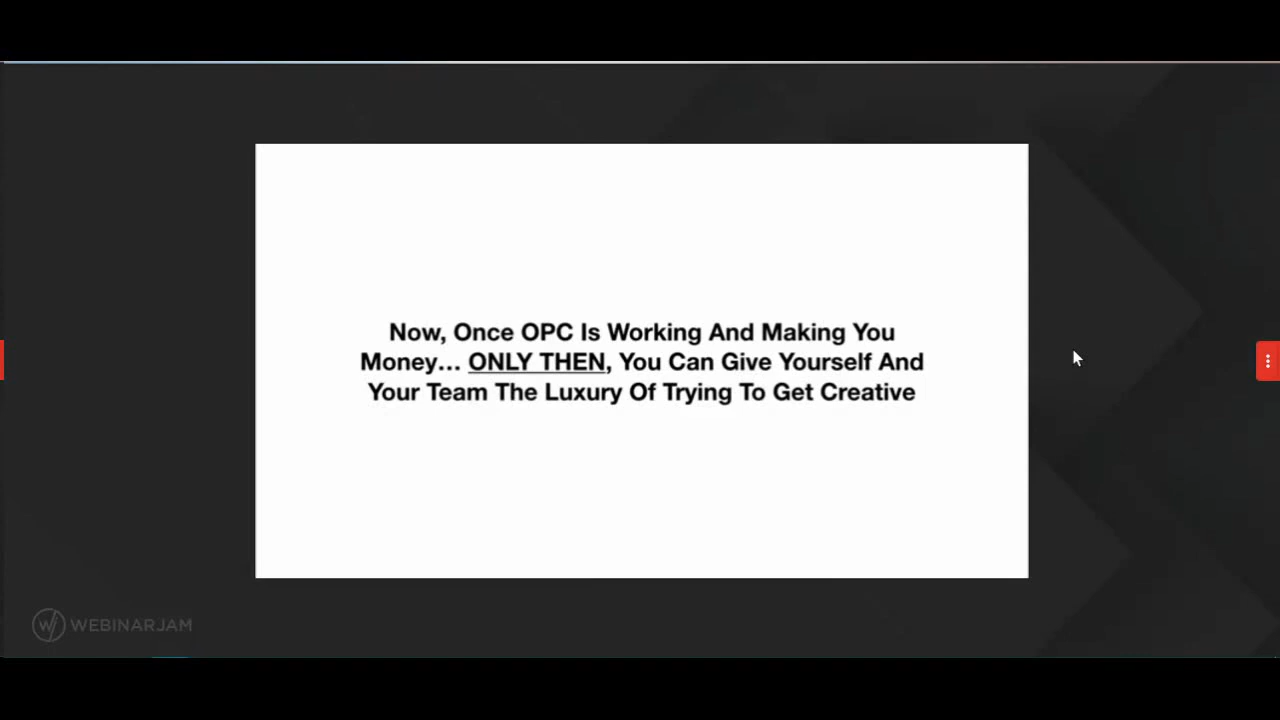 Now, Once OPC Is Working And Making You
Money... ONLY THEN, You Can Give Yourself And
Your Team The Luxury Of Trying To Get Creative
WEBINARJAM